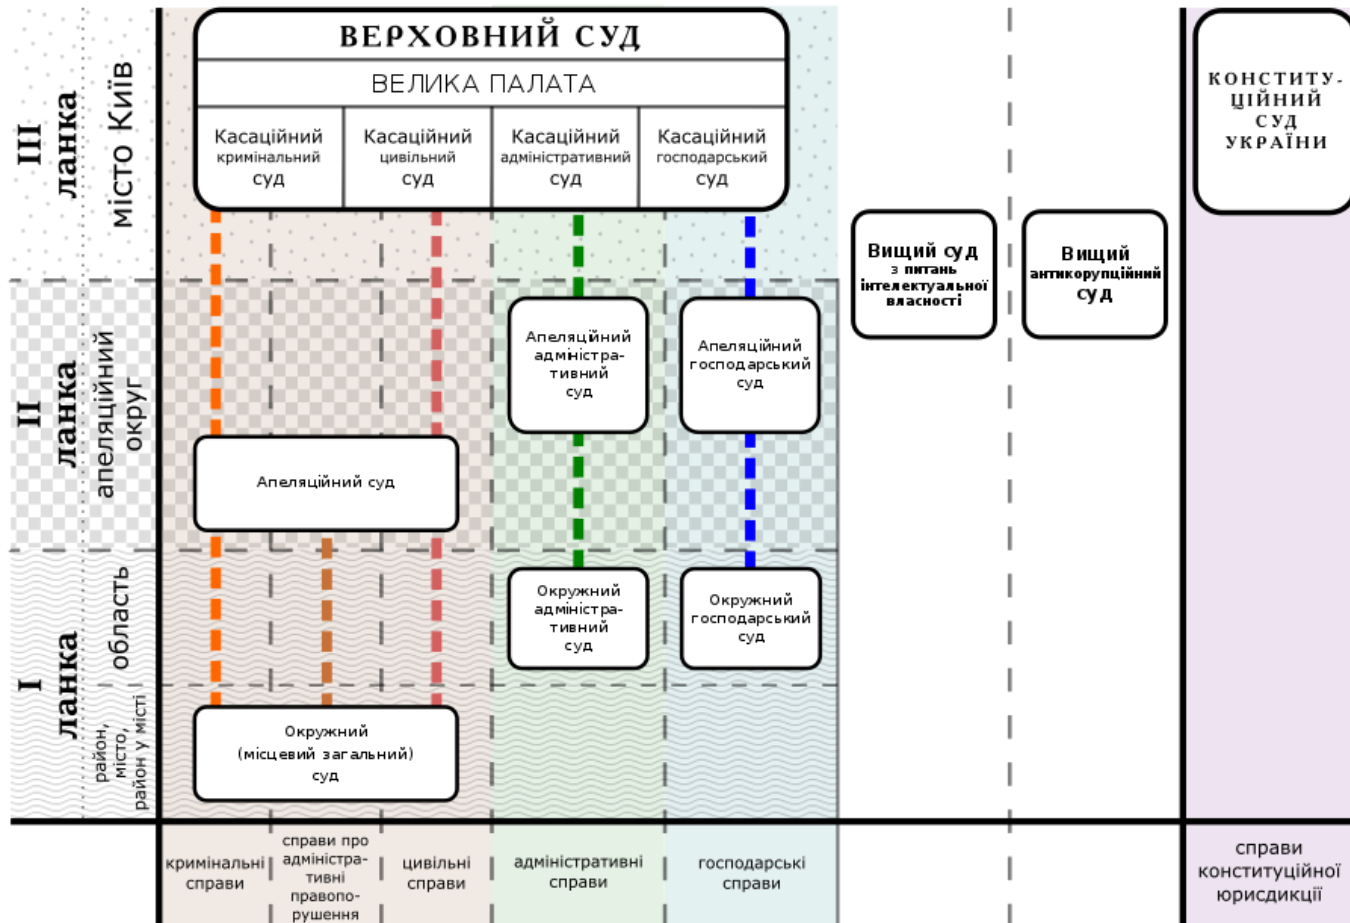 ВЕРХОВНИЙ СУД
ВЕЛИКА ПАЛАТА
Касаційний
кримінальний
суд
Касаційний
цивільний
суд
Касаційний
адміністративний
суд
Касаційний
господарський
суд
КОНСТИТУ-
ЦІЙНИЙ
СУД
УКРАЇНИ
III
ланка
місто Київ
Вищий суд
з питань
інтелектуальної
власності
Вищий
антикорупційний
суд
II
ланка
апеляційний
округ
Апеляційний
адміністра-
тивний
суд
Апеляційний
господарський
суд
Апеляційний суд
I
ланка
область
район,
місто,
район у місті
Окружний
адміністра-
тивний
суд
Окружний
господарський
суд
Окружний
(місцевий загальний)
суд
кримінальні
справи
справи про
адміністра-
тивні
правопо-
рушення
цивільні
справи
адміністративні
справи
господарські
справи
справи
конституційної
юрисдикції